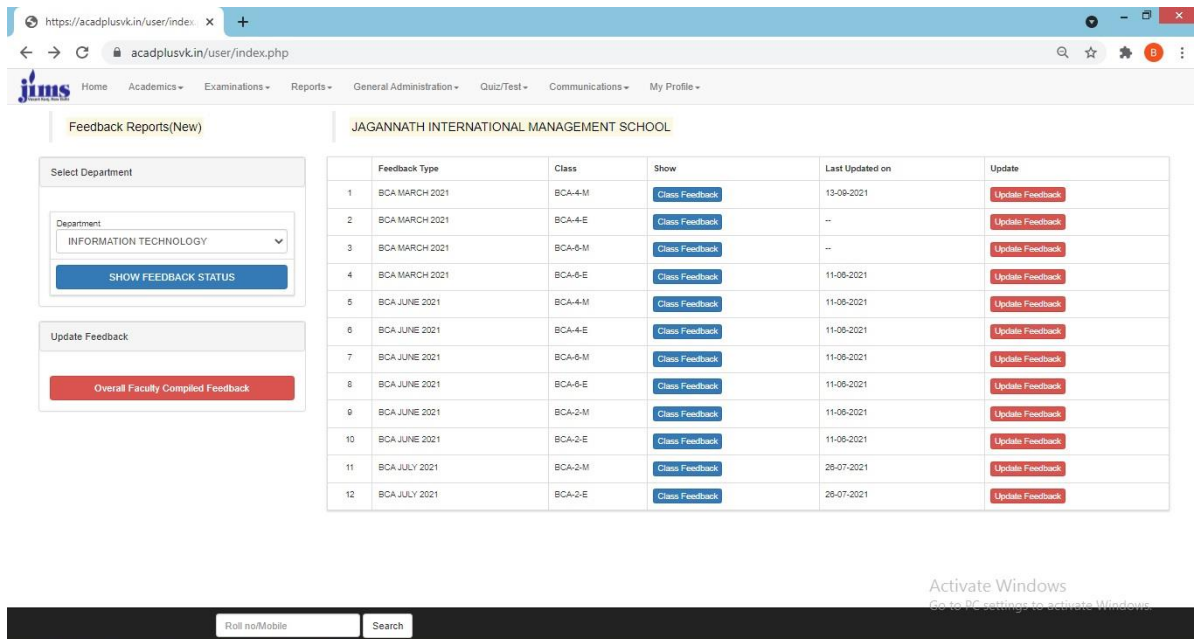 https://acadplusvk.in/user/index.
acadplusvk.in/user/index.php
B
jims
Home Academics Examinations Reports General Administration Quiz/Test Communications My Profile
Feedback Reports(New)
JAGANNATH INTERNATIONAL MANAGEMENT SCHOOL
Select Department
Department
INFORMATION TECHNOLOGY
SHOW FEEDBACK STATUS
Update Feedback
Overall Faculty Compiled Feedback
Feedback Type Class Show Last Updated on Update
1 BCA MARCH 2021 BCA-4-M Class Feedback 13-09-2021 Update Feedback
2 BCA MARCH 2021 BCA-4-E Class Feedback -- Update Feedback
3 BCA MARCH 2021 BCA-6-M Class Feedback -- Update Feedback
4 BCA MARCH 2021 BCA-6-E Class Feedback 11-06-2021 Update Feedback
5 BCA JUNE 2021 BCA-4-M Class Feedback 11-06-2021 Update Feedback
6 BCA JUNE 2021 BCA-4-E Class Feedback 11-06-2021 Update Feedback
7 BCA JUNE 2021 BCA-6-M Class Feedback 11-06-2021 Update Feedback
8 BCA JUNE 2021 BCA-6-E Class Feedback 11-06-2021 Update Feedback
9 BCA JUNE 2021 BCA-2-M Class Feedback 11-06-2021 Update Feedback
10 BCA JUNE 2021 BCA-2-E Class Feedback 11-06-2021 Update Feedback
11 BCA JULY 2021 BCA-2-M Class Feedback 26-07-2021 Update Feedback
12 BCA JULY 2021 BCA-2-E Class Feedback 26-07-2021 Update Feedback
Activate Windows
Go to PC settings to activate Windows.
Roll no/Mobile Search